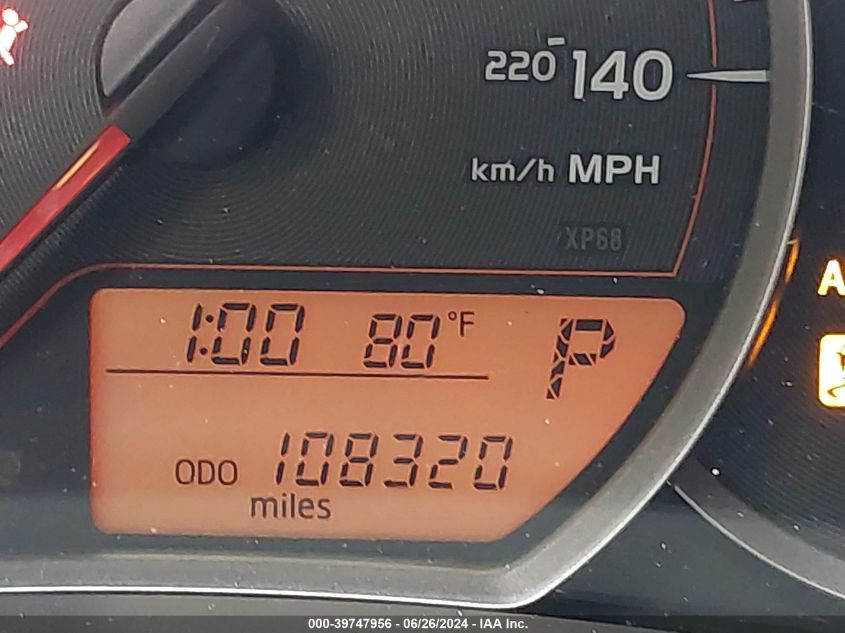 220 140
km/h MPH
XP68
1:00 80°F P
ODO 108320
miles
A
000-39747956 / 06/26/2024 - IAA Inc.